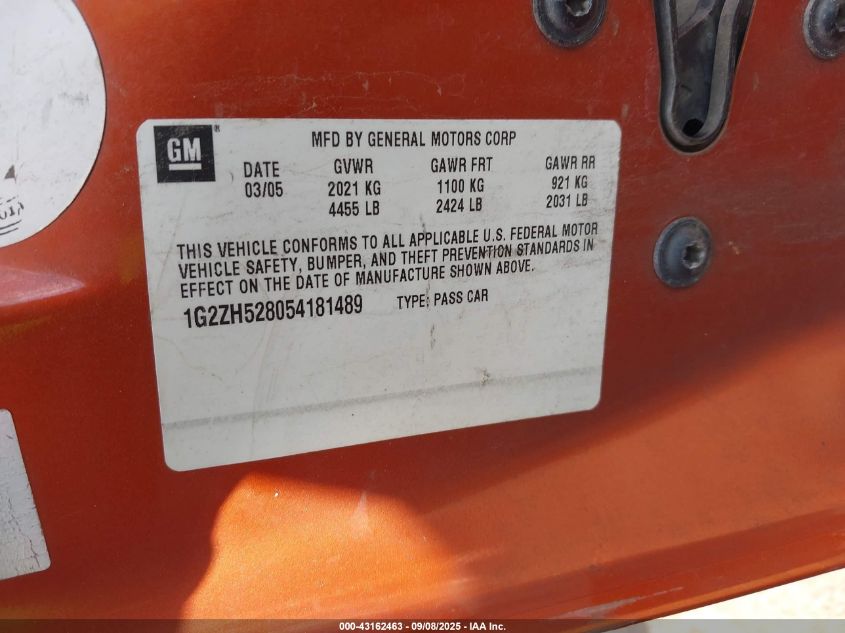 GM ®
MFD BY GENERAL MOTORS CORP
DATE GVWR GAWR FRT GAWR RR
03/05 2021 KG 1100 KG 921 KG
4455 LB 2424 LB 2031 LB
THIS VEHICLE CONFORMS TO ALL APPLICABLE U.S. FEDERAL MOTOR
VEHICLE SAFETY, BUMPER, AND THEFT PREVENTION STANDARDS IN
EFFECT ON THE DATE OF MANUFACTURE SHOWN ABOVE.
1G2ZH528054181489 TYPE: PASS CAR
000-43162463 - 09/08/2025 - IAA Inc.